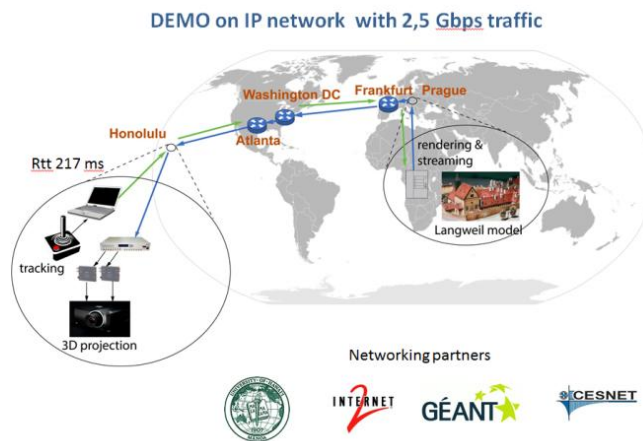 DEMO on IP network with 2,5 Gbps traffic
Washington DC
Frankfurt
Prague
Honolulu
Atlanta
Rtt 217 ms
rendering &
streaming
Langweil model
tracking
3D projection
Networking partners
INTERNET
2
GÉANT
CESNET